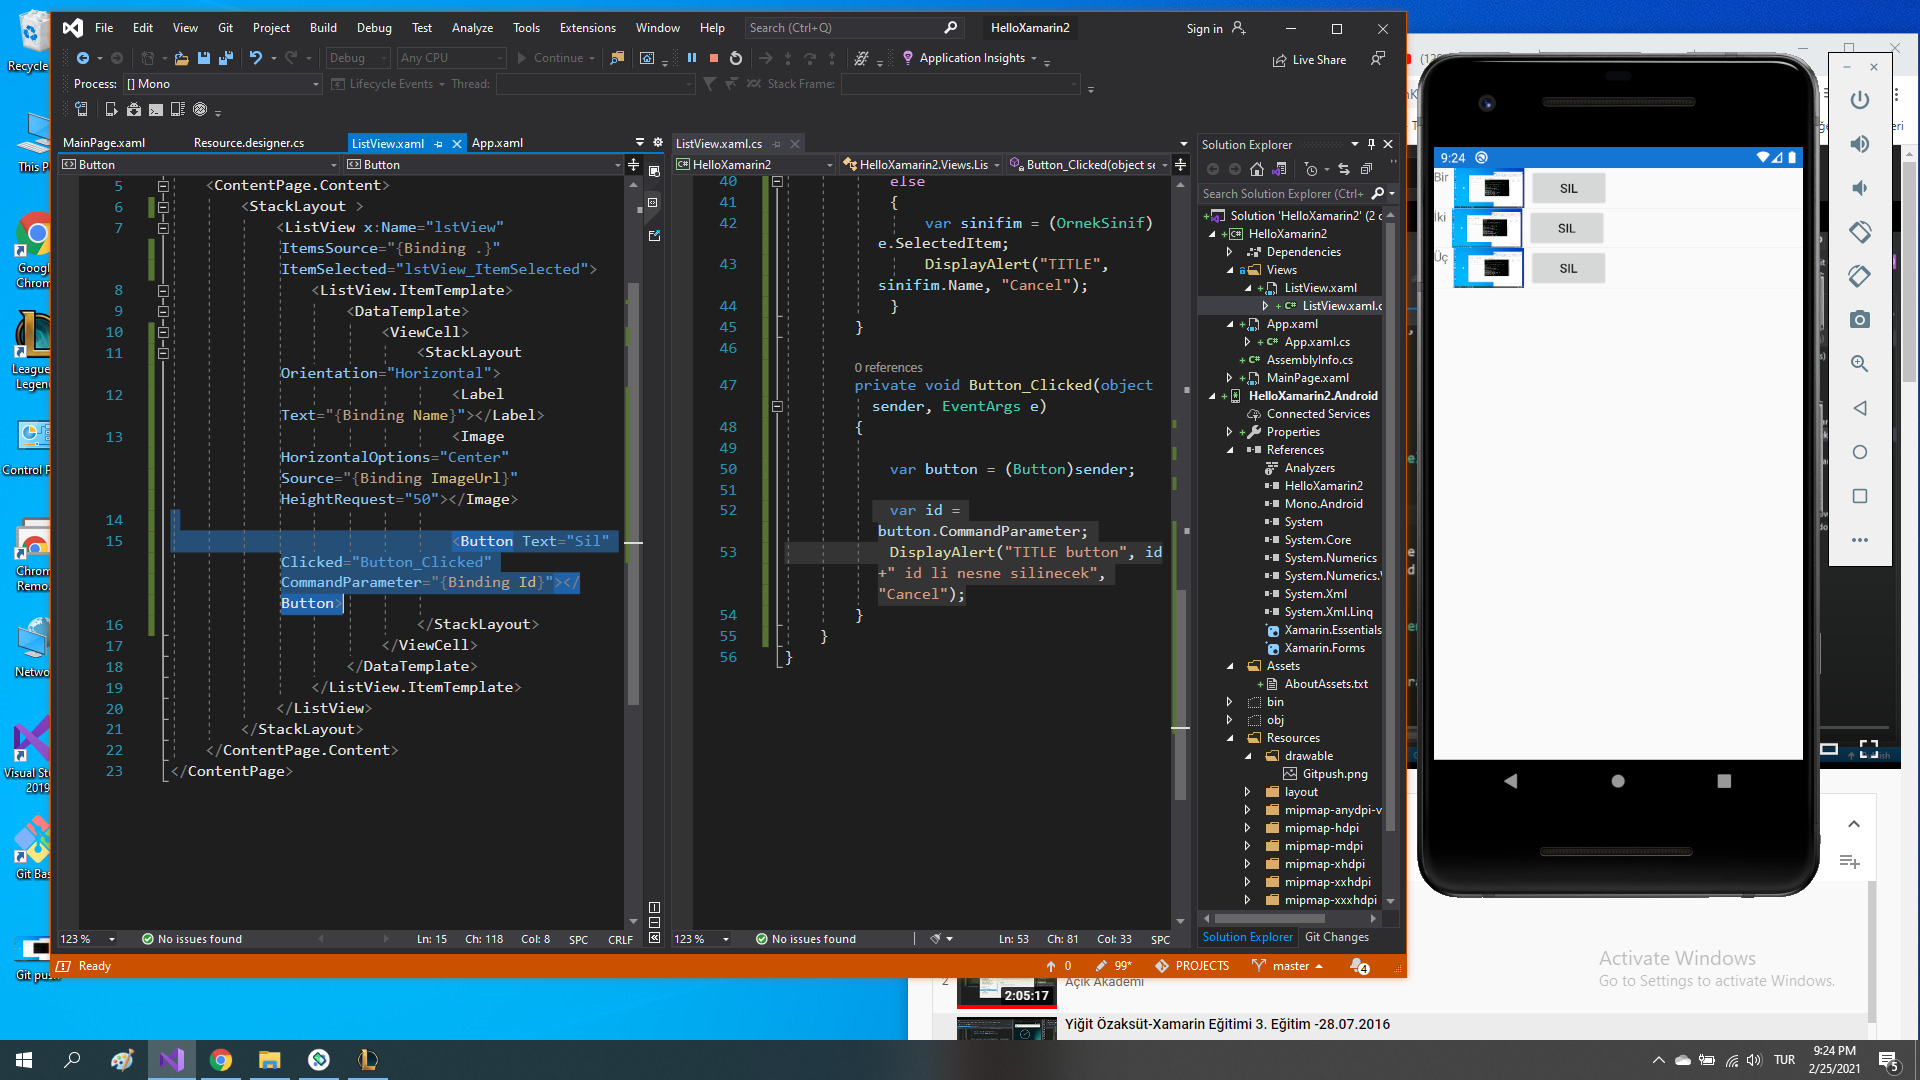 File Edit View Git Project Build Debug Test Analyze Tools Extensions Window Help Search (Ctrl+Q) HelloXamarin2 Sign in
Debug Any CPU Continue Application Insights Live Share
Process: [] Mono Lifecycle Events Thread: Stack Frame:
MainPage.xaml Resource.designer.cs ListView.xaml App.xaml
Button Button
5 <ContentPage.Content>
6 <StackLayout >
7 <ListView x:Name="lstView"
ItemsSource="{Binding .}"
ItemSelected="lstView_ItemSelected">
8 <ListView.ItemTemplate>
9 <DataTemplate>
10 <ViewCell>
11 <StackLayout
Orientation="Horizontal">
12 <Label
Text="{Binding Name}"></Label>
13 <Image
HorizontalOptions="Center"
Source="{Binding ImageUrl}"
HeightRequest="50"></Image>
14
15 <Button Text="Sil"
Clicked="Button_Clicked"
CommandParameter="{Binding Id}"></
Button>
16 </StackLayout>
17 </ViewCell>
18 </DataTemplate>
19 </ListView.ItemTemplate>
20 </ListView>
21 </StackLayout>
22 </ContentPage.Content>
23 </ContentPage>
123 % No issues found Ln: 15 Ch: 118 Col: 8 SPC CRLF
ListView.xaml.cs
HelloXamarin2 HelloXamarin2.Views.Lis Button_Clicked(object se
40 else
41 {
42 var sinifim = (OrnekSinif)
e.SelectedItem;
43 DisplayAlert("TITLE",
sinifim.Name, "Cancel");
44 }
45 }
46
0 references
47 private void Button_Clicked(object
sender, EventArgs e)
48 {
49
50 var button = (Button)sender;
51
52 var id =
button.CommandParameter;
53 DisplayAlert("TITLE button", id
+" id li nesne silinecek",
"Cancel");
54 }
55 }
56 }
123 % No issues found Ln: 53 Ch: 81 Col: 33 SPC
Solution Explorer
Search Solution Explorer (Ctrl+
Solution 'HelloXamarin2' (2 c
HelloXamarin2
Dependencies
Views
ListView.xaml
ListView.xaml.c
App.xaml
App.xaml.cs
AssemblyInfo.cs
MainPage.xaml
HelloXamarin2.Android
Connected Services
Properties
References
Analyzers
HelloXamarin2
Mono.Android
System
System.Core
System.Numerics
System.Numerics.
System.Xml
System.Xml.Linq
Xamarin.Essentials
Xamarin.Forms
Assets
AboutAssets.txt
bin
obj
Resources
drawable
Gitpush.png
layout
mipmap-anydpi-v
mipmap-hdpi
mipmap-mdpi
mipmap-xhdpi
mipmap-xxhdpi
mipmap-xxxhdpi
Solution Explorer Git Changes
Ready 0 99* PROJECTS master 4
9:24
Bir SIL
İki SIL
Üç SIL
Recycle
This P
Google
Chrom
League
Legen
Control P
Chrom
Remo.
Netwo
Visual St
2019
Git Bas
Git pus
Activate Windows
Go to Settings to activate Windows.
2
2:05:17
Açık Akademi
Yiğit Özaksüt-Xamarin Eğitimi 3. Eğitim -28.07.2016
TUR
9:24 PM
2/25/2021
5